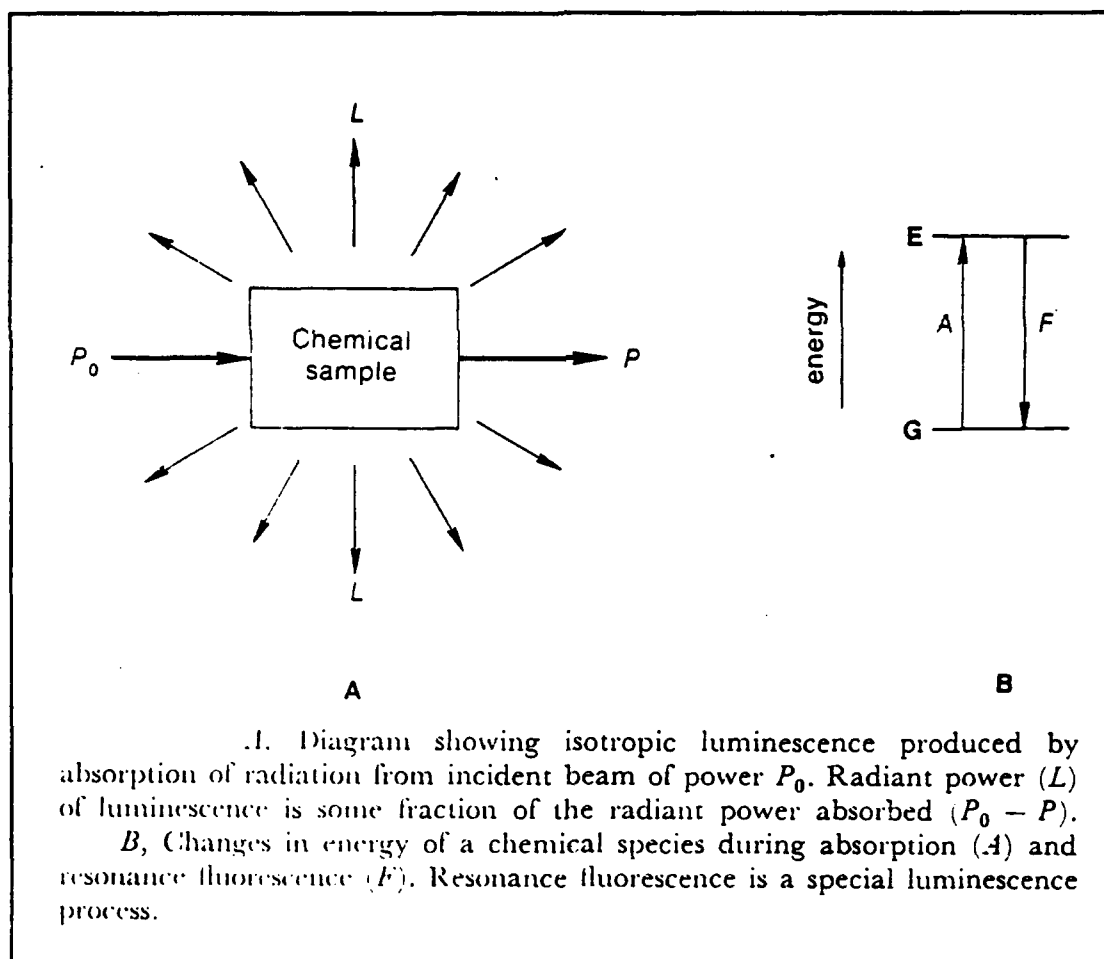 L
P₀
Chemical
sample
P
L
A
energy
E
A
F
G
B
A. Diagram showing isotropic luminescence produced by
absorption of radiation from incident beam of power P₀. Radiant power (L)
of luminescence is some fraction of the radiant power absorbed (P₀ − P).
B, Changes in energy of a chemical species during absorption (A) and
resonance fluorescence (F). Resonance fluorescence is a special luminescence
process.